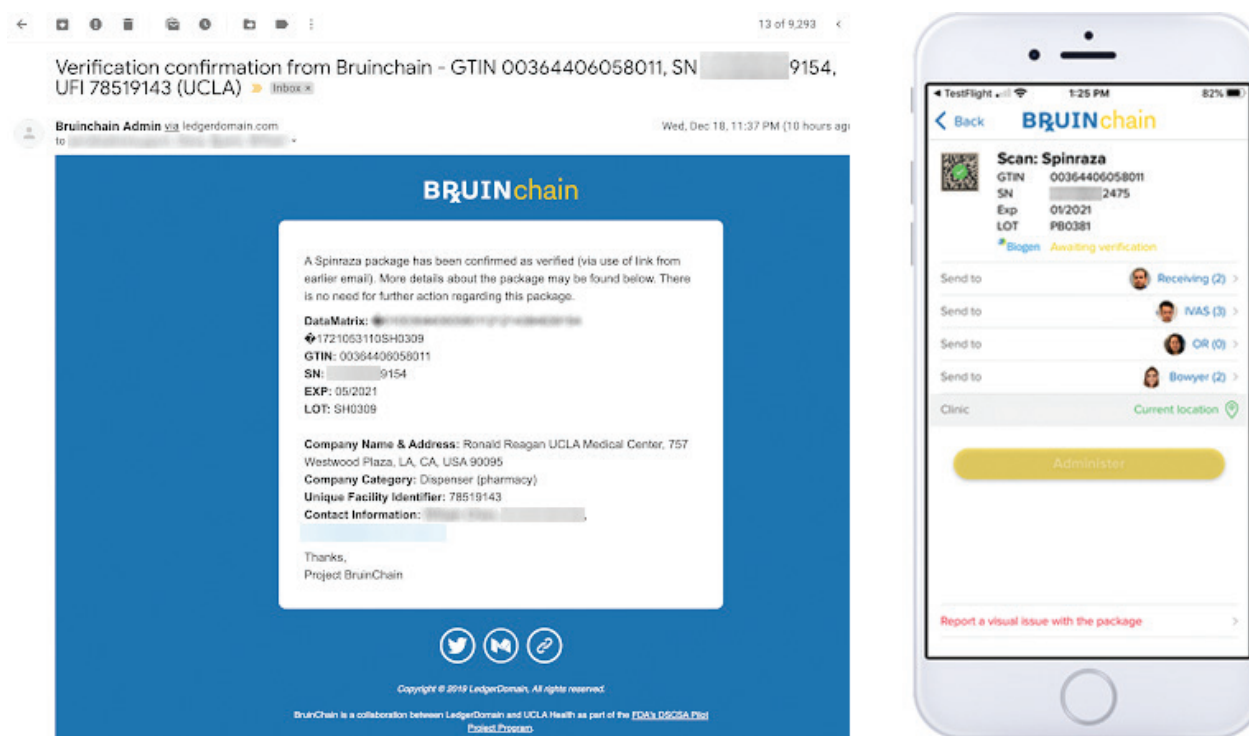 13 of 9,293
Verification confirmation from Bruinchain - GTIN 00364406058011, SN 9154,
UFI 78519143 (UCLA) Inbox x
Bruinchain Admin via ledgerdomain.com
Wed, Dec 18, 11:37 PM (10 hours ago
to
BRUINchain
A Spinraza package has been confirmed as verified (via use of link from
earlier email). More details about the package may be found below. There
is no need for further action regarding this package.
DataMatrix:
�1721053110SH0309
GTIN: 00364406058011
SN: 9154
EXP: 05/2021
LOT: SH0309
Company Name & Address: Ronald Reagan UCLA Medical Center, 757
Westwood Plaza, LA, CA, USA 90095
Company Category: Dispenser (pharmacy)
Unique Facility Identifier: 78519143
Contact Information:
Thanks,
Project BruinChain
Copyright © 2019 LedgerDomain, All rights reserved.
BruinChain is a collaboration between LedgerDomain and UCLA Health as part of the FDA's DSCSA Pilot
Project Program.
TestFlight 1:25 PM 82%
Back BRUINchain
Scan: Spinraza
GTIN 00364406058011
SN 2475
Exp 01/2021
LOT PB0381
Biogen Awaiting verification
Send to Receiving (2)
Send to IVAS (3)
Send to OR (0)
Send to Bowyer (2)
Clinic Current location
Administer
Report a visual issue with the package